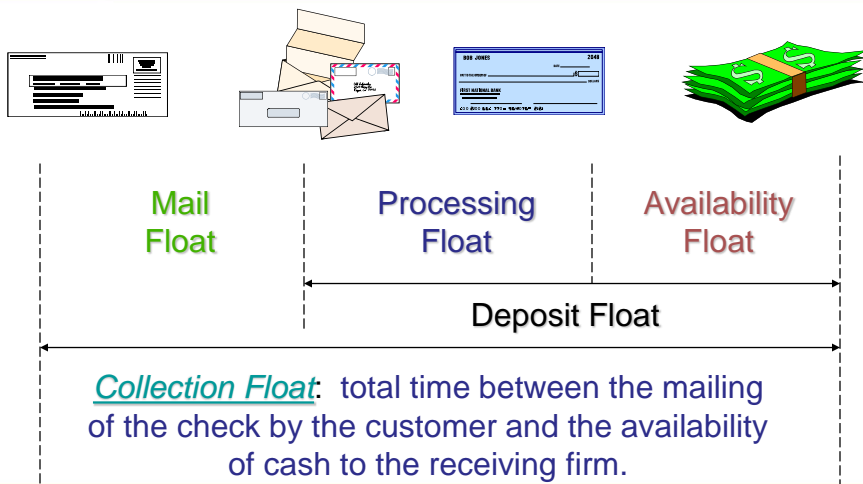 BOB JONES 2040
FIRST NATIONAL BANK
$ $
Mail
Float
Processing
Float
Availability
Float
Deposit Float
Collection Float: total time between the mailing
of the check by the customer and the availability
of cash to the receiving firm.